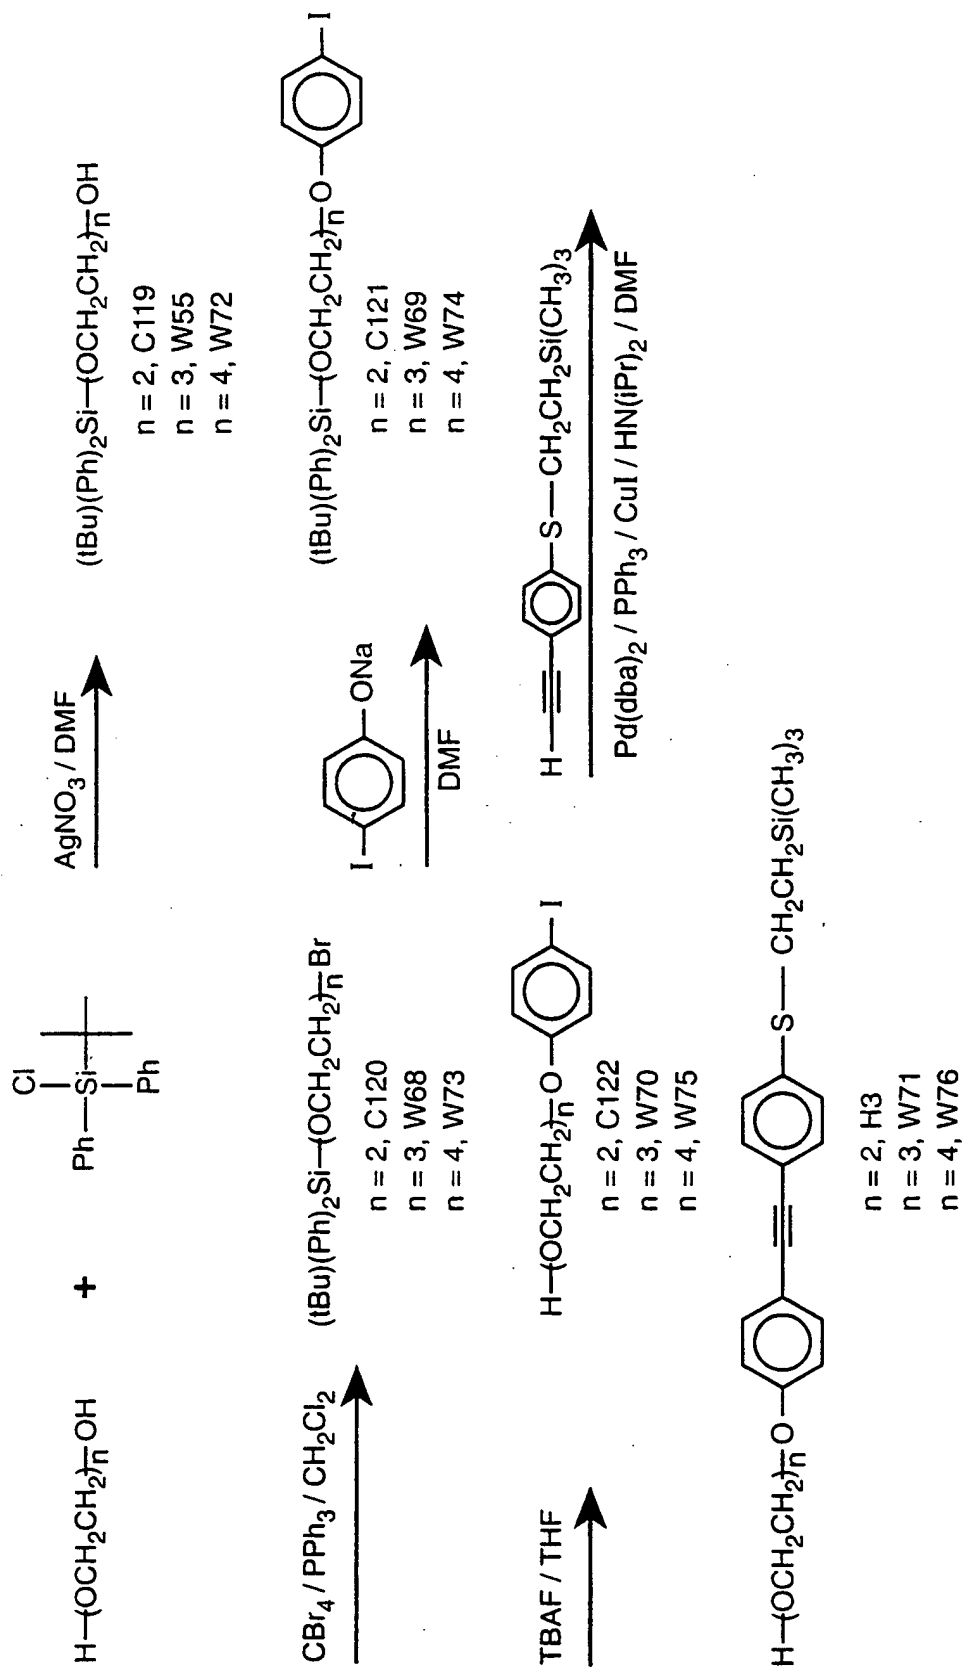 H–(OCH2CH2)n–OH + Cl Ph–Si Ph AgNO3 / DMF (tBu)(Ph)2Si–(OCH2CH2)n–OH
n = 2, C119
n = 3, W55
n = 4, W72
CBr4 / PPh3 / CH2Cl2 (tBu)(Ph)2Si–(OCH2CH2)n–Br I ONa DMF (tBu)(Ph)2Si–(OCH2CH2)n–O I
n = 2, C120 n = 2, C121
n = 3, W68 n = 3, W69
n = 4, W73 n = 4, W74
TBAF / THF H–(OCH2CH2)n–O I H S CH2CH2Si(CH3)3
n = 2, C122 Pd(dba)2 / PPh3 / CuI / HN(iPr)2 / DMF
n = 3, W70
n = 4, W75
H–(OCH2CH2)n–O S CH2CH2Si(CH3)3
n = 2, H3
n = 3, W71
n = 4, W76